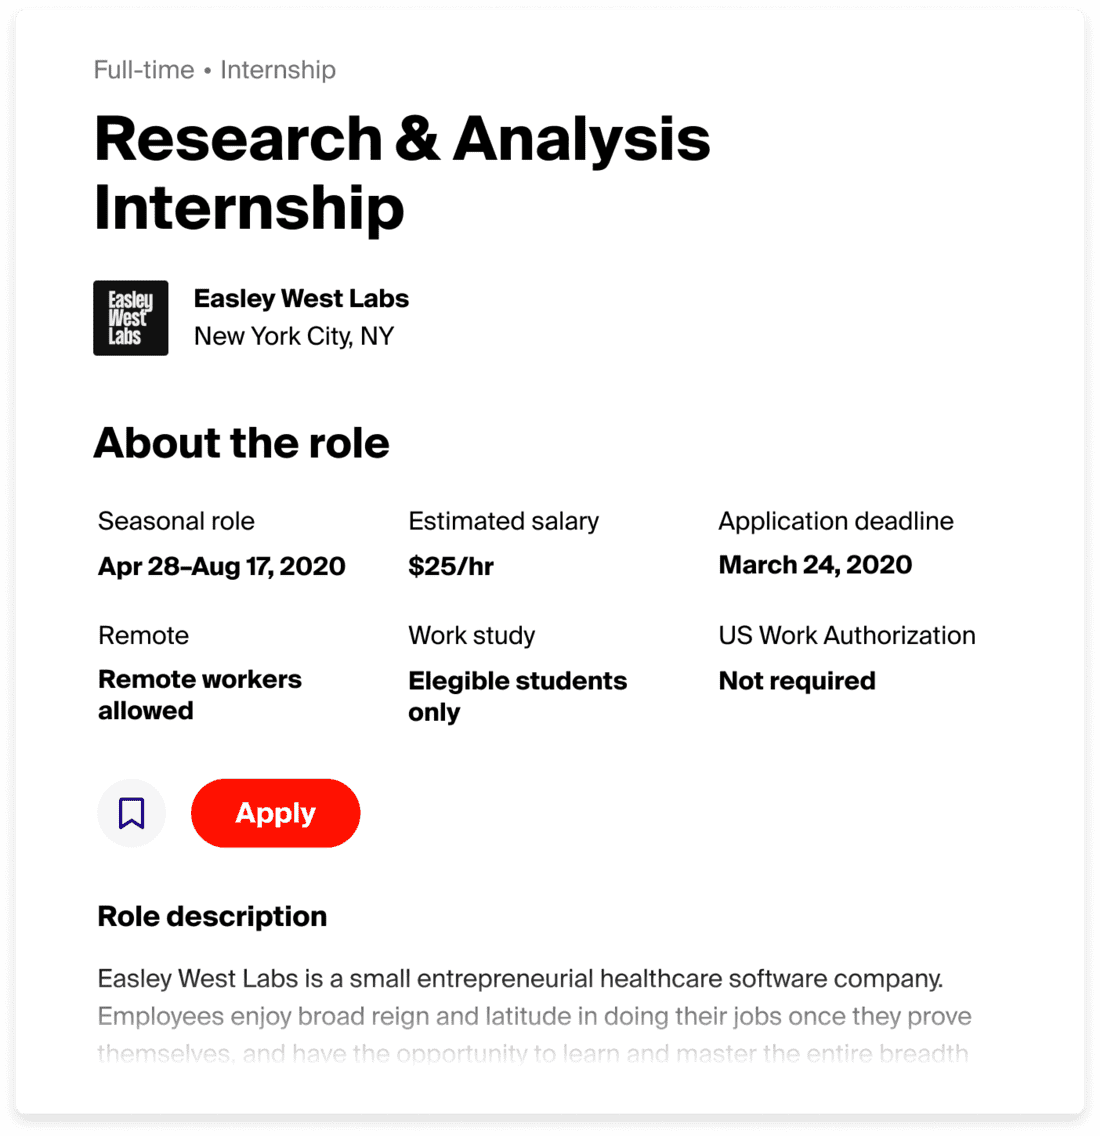 Full-time • Internship
Research & Analysis
Internship
Easley
West
Labs
Easley West Labs
New York City, NY
About the role
Seasonal role
Apr 28–Aug 17, 2020
Estimated salary
$25/hr
Application deadline
March 24, 2020
Remote
Remote workers
allowed
Work study
Elegible students
only
US Work Authorization
Not required
Apply
Role description
Easley West Labs is a small entrepreneurial healthcare software company.
Employees enjoy broad reign and latitude in doing their jobs once they prove
themselves, and have the opportunity to learn and master the entire breadth